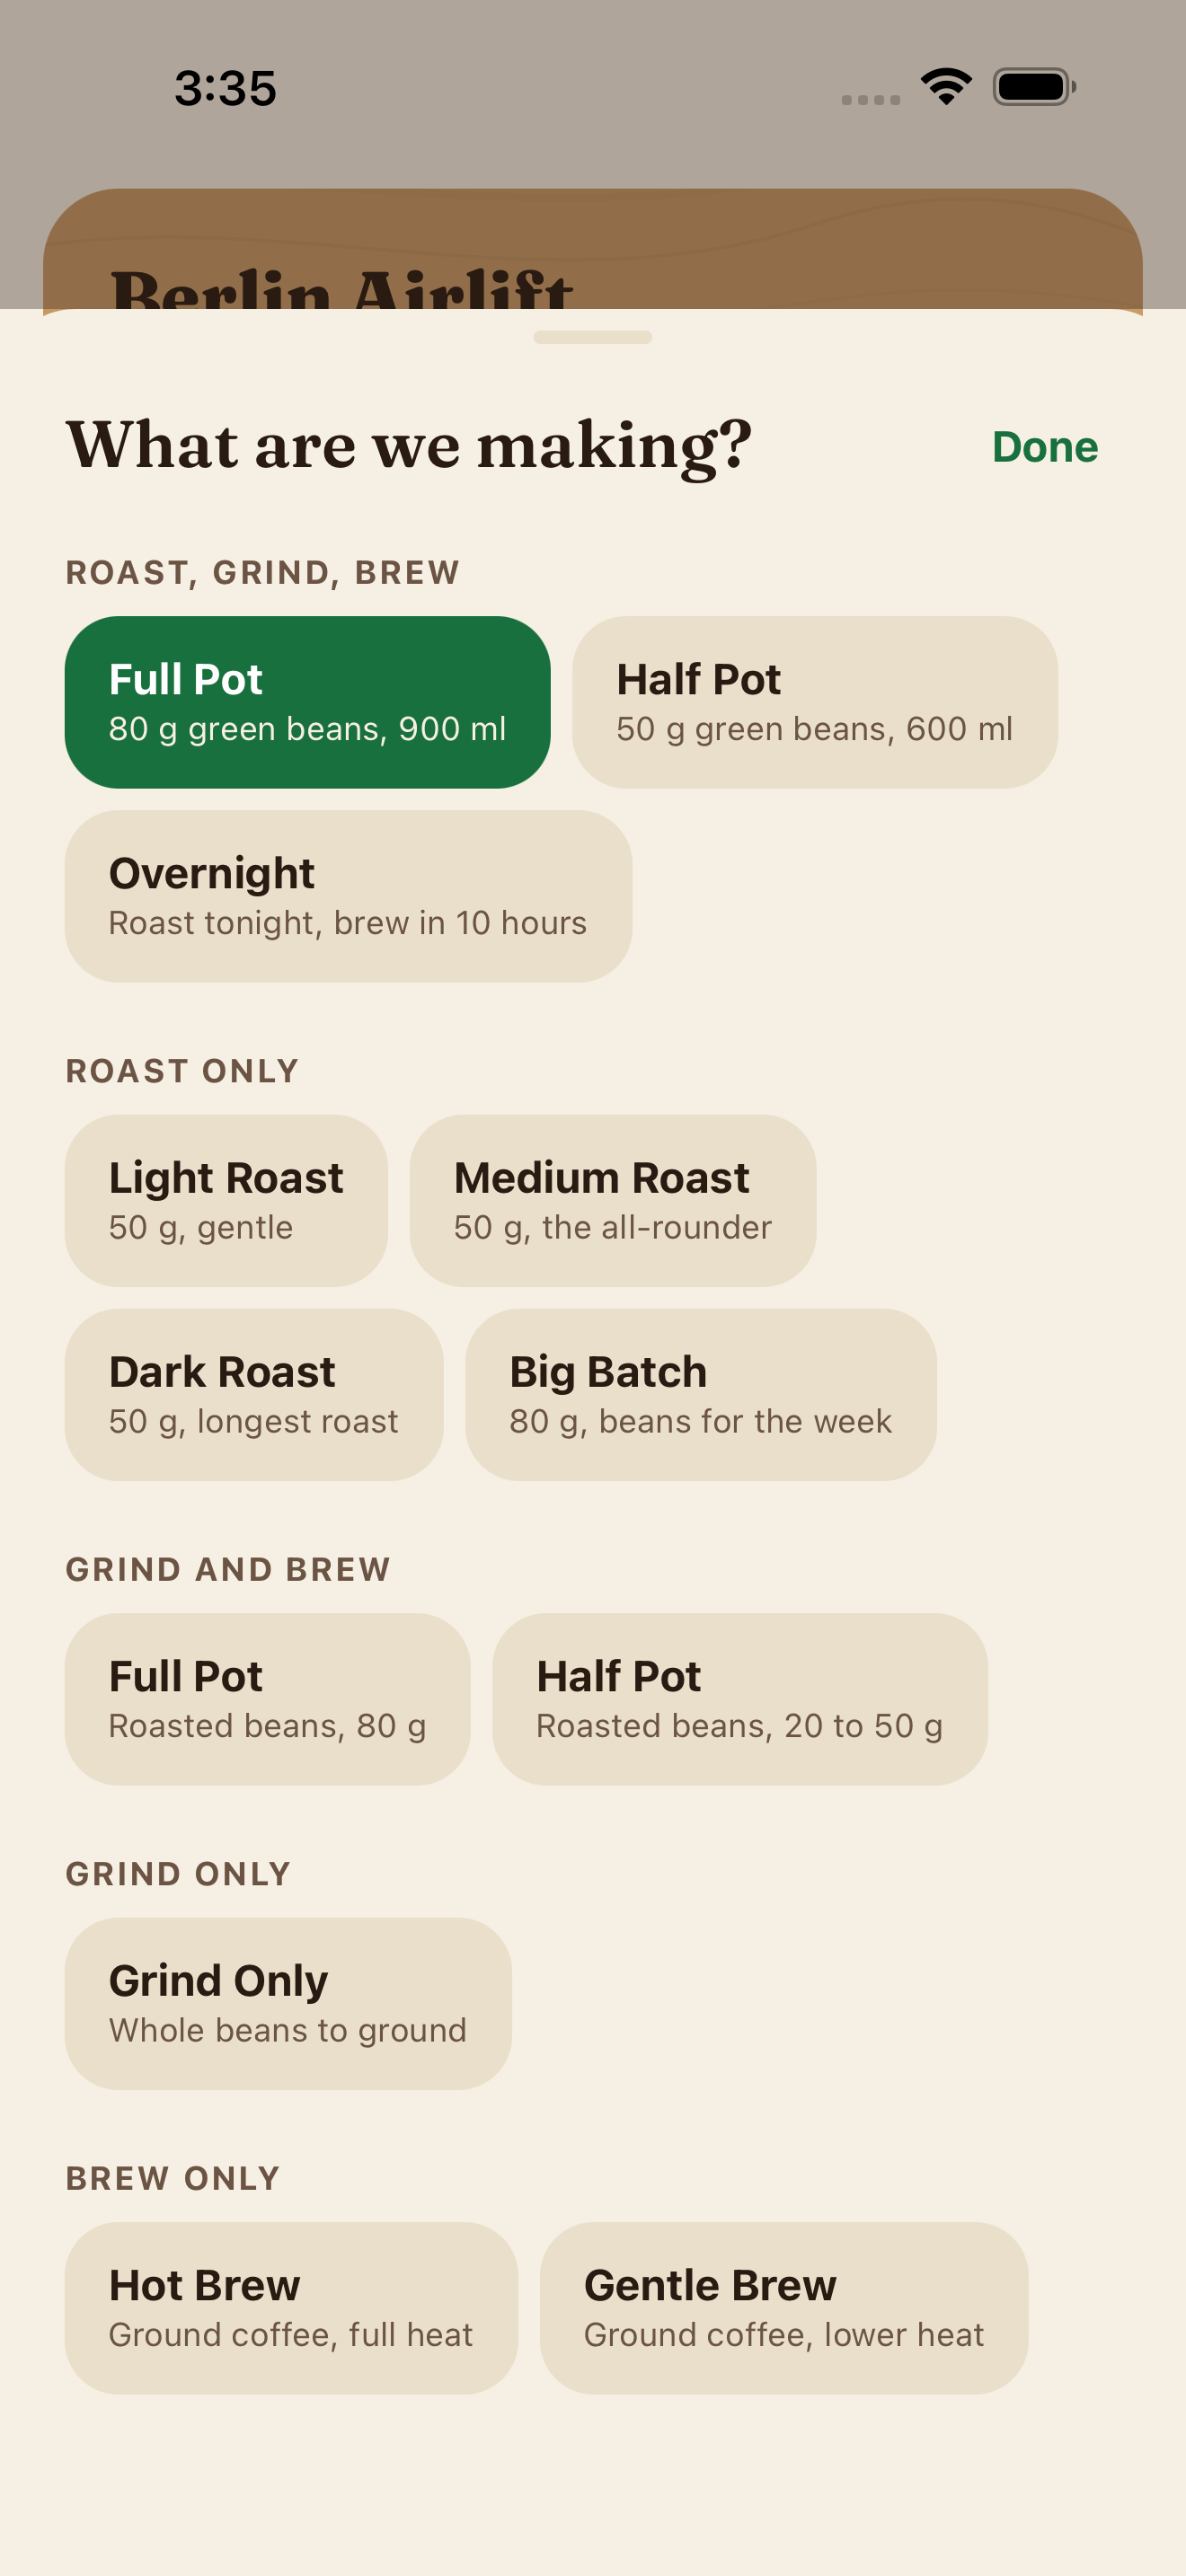 3:35
Berlin Airlift
What are we making?
Done
ROAST, GRIND, BREW
Full Pot
80 g green beans, 900 ml
Half Pot
50 g green beans, 600 ml
Overnight
Roast tonight, brew in 10 hours
ROAST ONLY
Light Roast
50 g, gentle
Medium Roast
50 g, the all-rounder
Dark Roast
50 g, longest roast
Big Batch
80 g, beans for the week
GRIND AND BREW
Full Pot
Roasted beans, 80 g
Half Pot
Roasted beans, 20 to 50 g
GRIND ONLY
Grind Only
Whole beans to ground
BREW ONLY
Hot Brew
Ground coffee, full heat
Gentle Brew
Ground coffee, lower heat